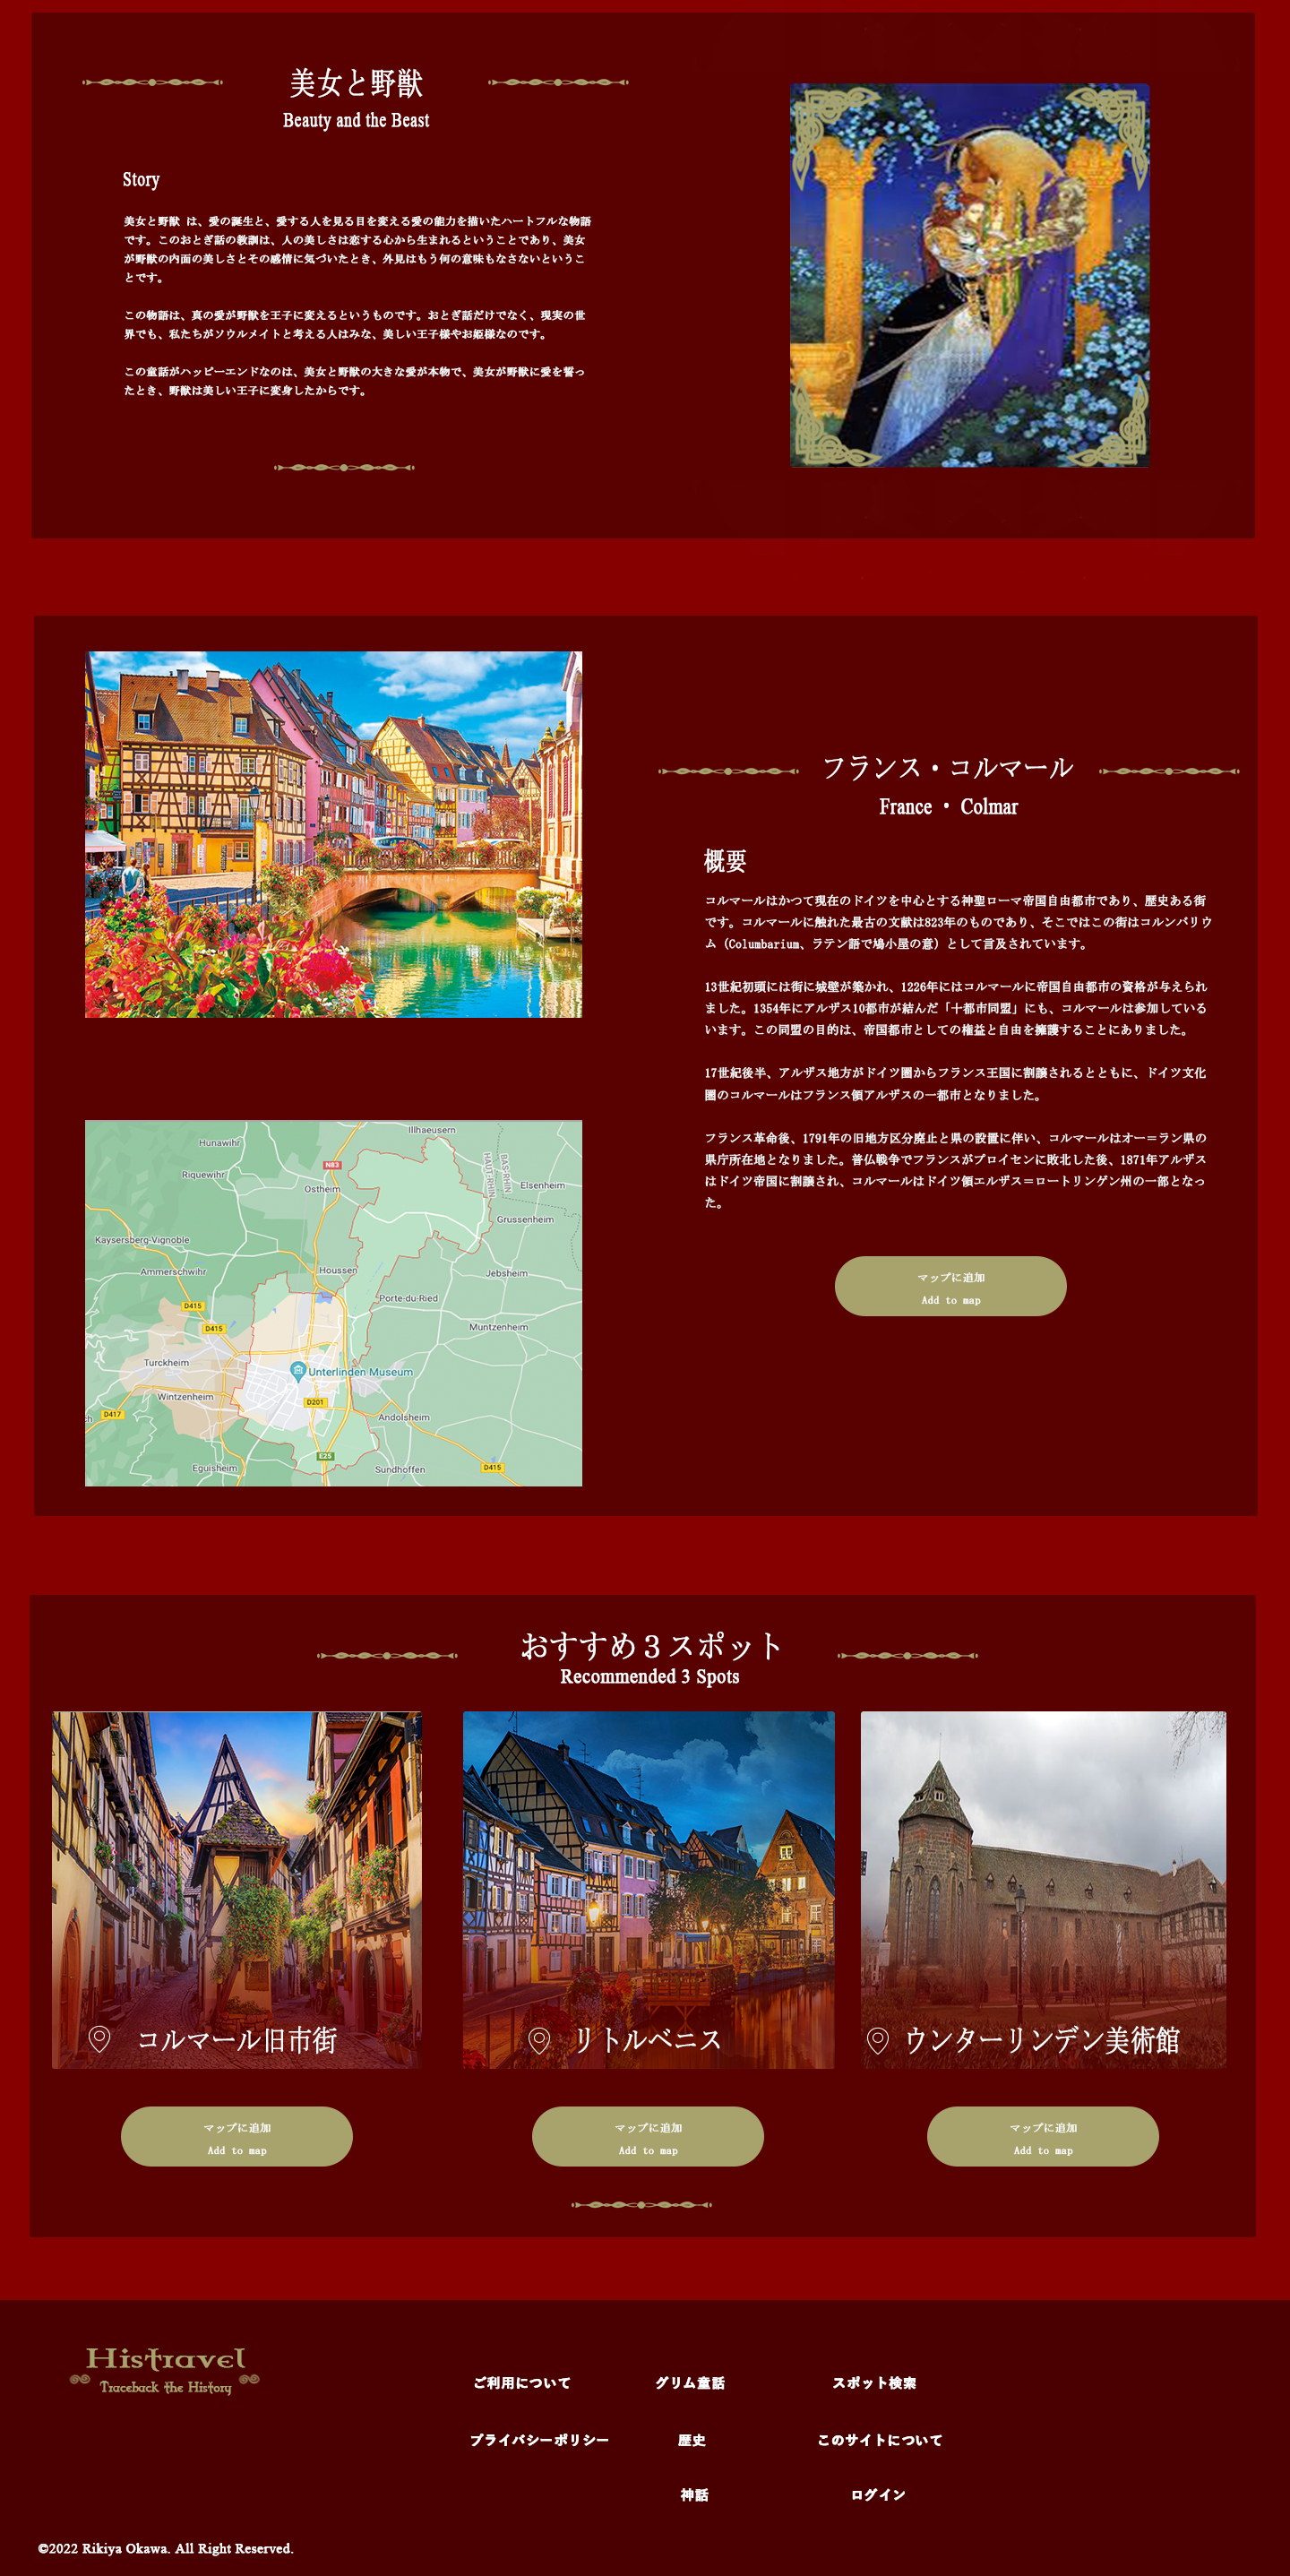 美女と野獣
Beauty and the Beast
Story
美女と野獣 は、愛の誕生と、愛する人を見る目を変える愛の能力を描いたハートフルな物語
です。このおとぎ話の教訓は、人の美しさは恋する心から生まれるということであり、美女
が野獣の内面の美しさとその感情に気づいたとき、外見はもう何の意味もなさないというこ
とです。
この物語は、真の愛が野獣を王子に変えるというものです。おとぎ話だけでなく、現実の世
界でも、私たちがソウルメイトと考える人はみな、美しい王子様やお姫様なのです。
この童話がハッピーエンドなのは、美女と野獣の大きな愛が本物で、美女が野獣に愛を誓っ
たとき、野獣は美しい王子に変身したからです。
フランス・コルマール
France ・ Colmar
概要
コルマールはかつて現在のドイツを中心とする神聖ローマ帝国自由都市であり、歴史ある街
です。コルマールに触れた最古の文献は823年のものであり、そこではこの街はコルンバリウ
ム（Columbarium、ラテン語で鳩小屋の意）として言及されています。
13世紀初頭には街に城壁が築かれ、1226年にはコルマールに帝国自由都市の資格が与えられ
ました。1354年にアルザス10都市が結んだ「十都市同盟」にも、コルマールは参加している
います。この同盟の目的は、帝国都市としての権益と自由を擁護することにありました。
17世紀後半、アルザス地方がドイツ圏からフランス王国に割譲されるとともに、ドイツ文化
圏のコルマールはフランス領アルザスの一都市となりました。
フランス革命後、1791年の旧地方区分廃止と県の設置に伴い、コルマールはオー＝ラン県の
県庁所在地となりました。普仏戦争でフランスがプロイセンに敗北した後、1871年アルザス
はドイツ帝国に割譲され、コルマールはドイツ領エルザス＝ロートリンゲン州の一部となっ
た。
マップに追加
Add to map
Illhaeusern
Hunawihr
N83
Riquewihr
Ostheim
HAUT-RHIN
BAS-RHIN
Elsenheim
Grussenheim
Kaysersberg-Vignoble
Ammerschwihr
Houssen
Jebsheim
Porte-du-Ried
D415
D415
Muntzenheim
Turckheim
Unterlinden Museum
Wintzenheim
D201
D417
Andolsheim
E25
Eguisheim
Sundhoffen
D415
おすすめ３スポット
Recommended 3 Spots
コルマール旧市街
リトルベニス
ウンターリンデン美術館
マップに追加
Add to map
マップに追加
Add to map
マップに追加
Add to map
Histravel
Traceback the History
ご利用について
グリム童話
スポット検索
プライバシーポリシー
歴史
このサイトについて
神話
ログイン
©2022 Rikiya Okawa. All Right Reserved.